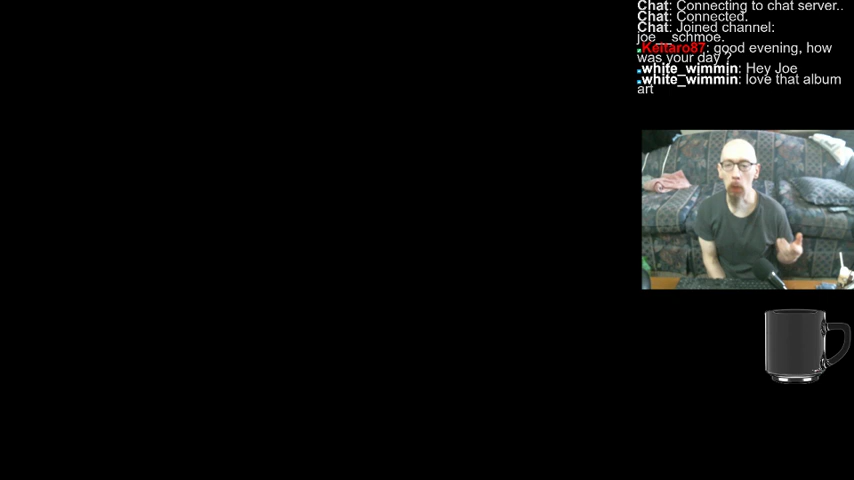 Chat: Connecting to chat server..
Chat: Connected.
Chat: Joined channel:
joe__schmoe.
Keitaro87: good evening, how
was your day ?
white_wimmin: Hey Joe
white_wimmin: love that album
art